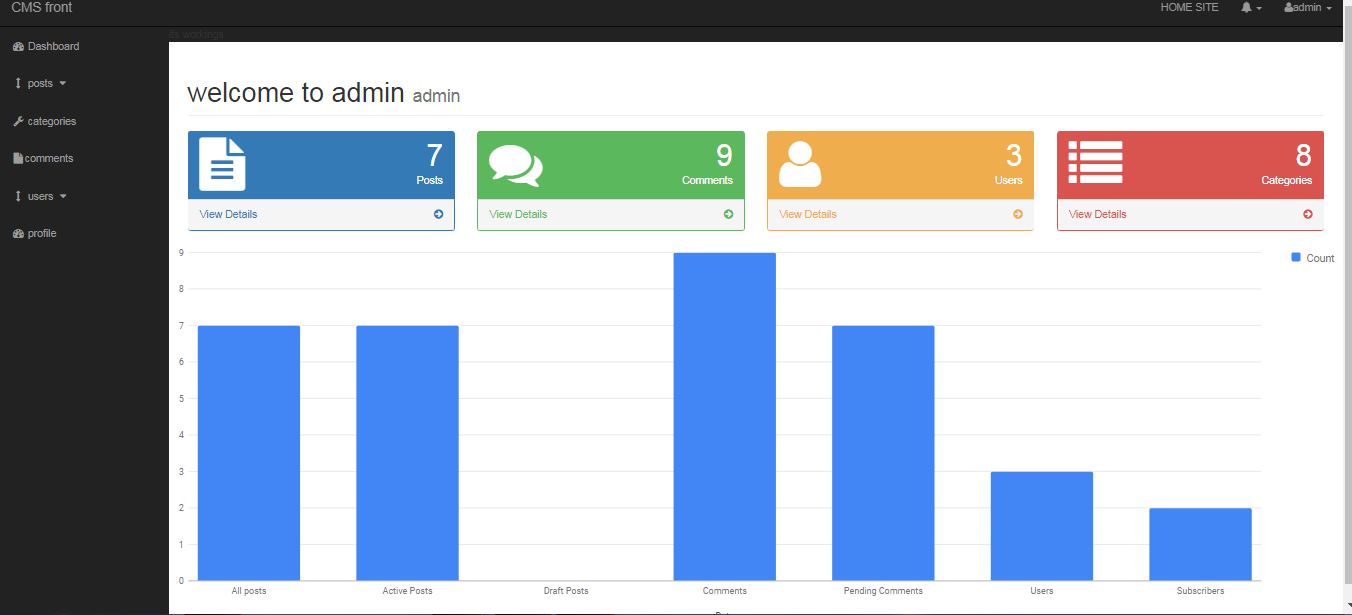 CMS front HOME SITE admin
its workings
Dashboard
posts
categories
comments
users
profile
welcome to admin admin
7 9 3 8
Posts Comments Users Categories
View Details View Details View Details View Details
Count
9
8
7
6
5
4
3
2
1
0
All posts Active Posts Draft Posts Comments Pending Comments Users Subscribers